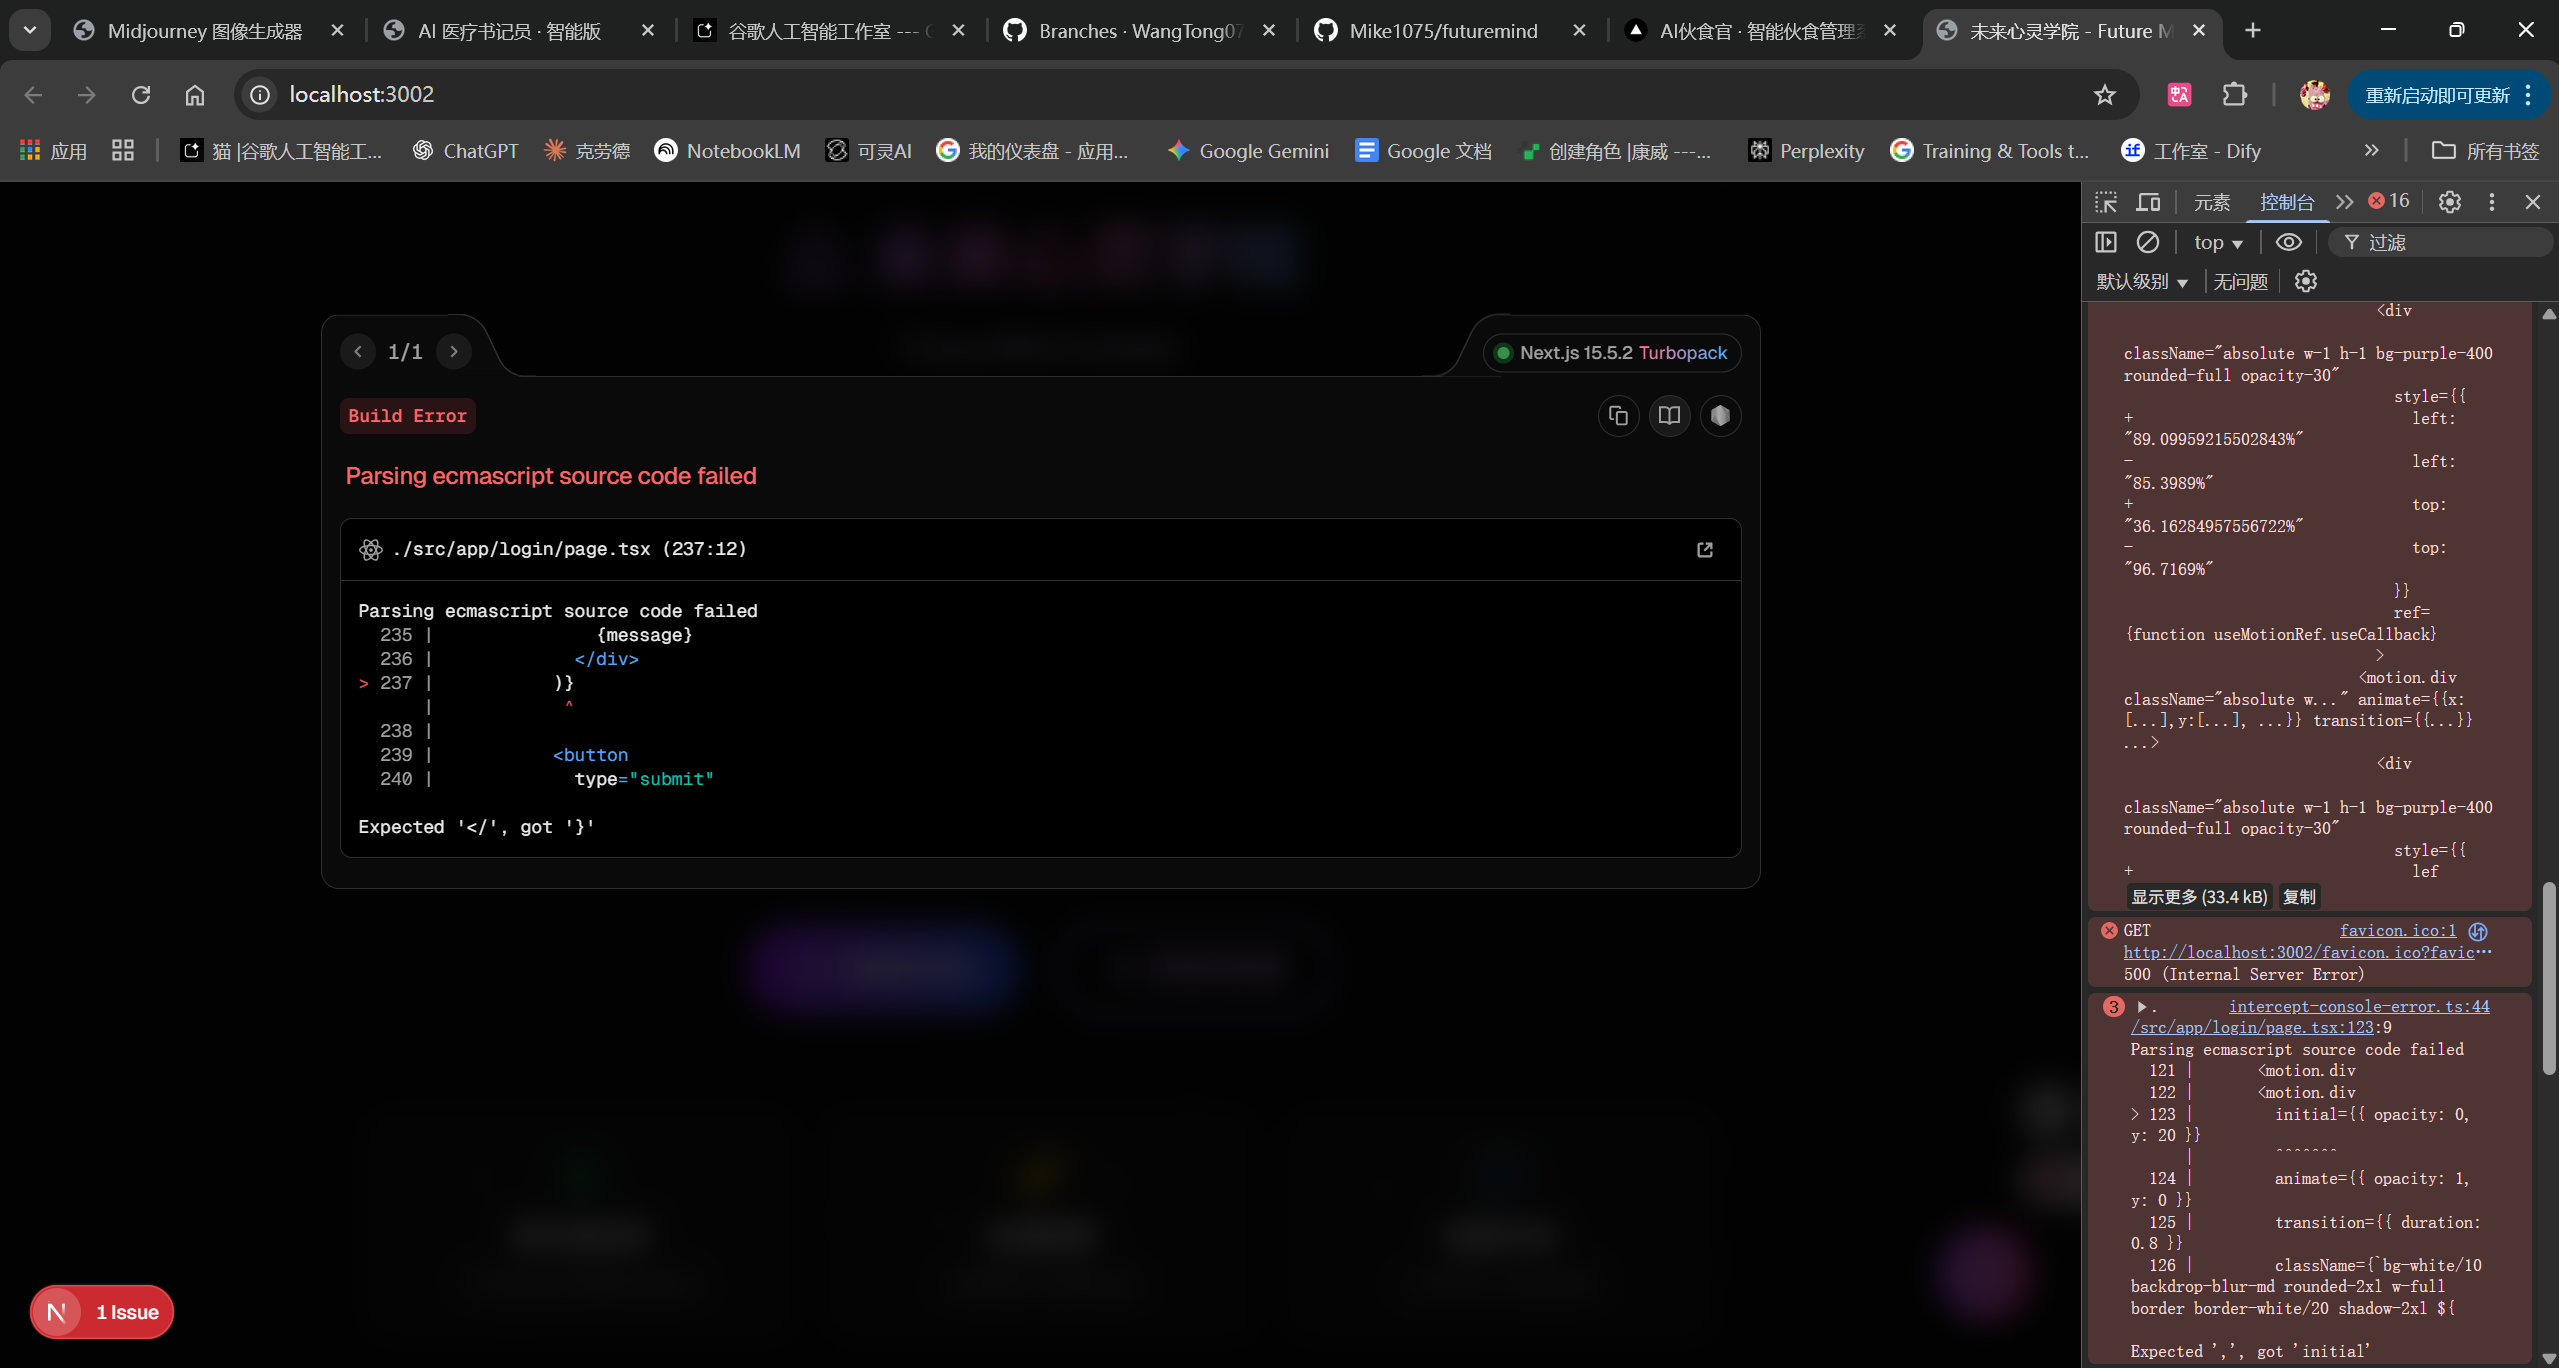 Midjourney 图像生成器
AI 医疗书记员 · 智能版
谷歌人工智能工作室 --- (
Branches · WangTong07
Mike1075/futuremind
AI伙食官 · 智能伙食管理系
未来心灵学院 - Future M
localhost:3002
重新启动即可更新
应用
猫 |谷歌人工智能工...
ChatGPT
克劳德
NotebookLM
可灵AI
我的仪表盘 - 应用...
Google Gemini
Google 文档
创建角色 |康威 ---...
Perplexity
Training & Tools t...
工作室 - Dify
所有书签
1/1
Next.js 15.5.2 Turbopack
Build Error
Parsing ecmascript source code failed
./src/app/login/page.tsx (237:12)
Parsing ecmascript source code failed
235 | {message}
236 | </div>
> 237 | )}
| ^
238 |
239 | <button
240 | type="submit"
Expected '</', got '}'
N 1 Issue
元素
控制台
16
top
过滤
默认级别
无问题
<div
className="absolute w-1 h-1 bg-purple-400
rounded-full opacity-30"
style={{
+ left:
"89.09959215502843%"
- left:
"85.3989%"
+ top:
"36.16284957556722%"
- top:
"96.7169%"
}}
ref=
{function useMotionRef.useCallback}
>
<motion.div
className="absolute w..." animate={{x:
[...],y:[...], ...}} transition={{...}}
...>
<div
className="absolute w-1 h-1 bg-purple-400
rounded-full opacity-30"
style={{
+ lef
显示更多 (33.4 kB) 复制
GET favicon.ico:1
http://localhost:3002/favicon.ico?favic…
500 (Internal Server Error)
3 ▶. intercept-console-error.ts:44
/src/app/login/page.tsx:123:9
Parsing ecmascript source code failed
121 | <motion.div
122 | <motion.div
> 123 | initial={{ opacity: 0,
y: 20 }}
| ^^^^^^^
124 | animate={{ opacity: 1,
y: 0 }}
125 | transition={{ duration:
0.8 }}
126 | className={`bg-white/10
backdrop-blur-md rounded-2xl w-full
border border-white/20 shadow-2xl ${
Expected ',', got 'initial'